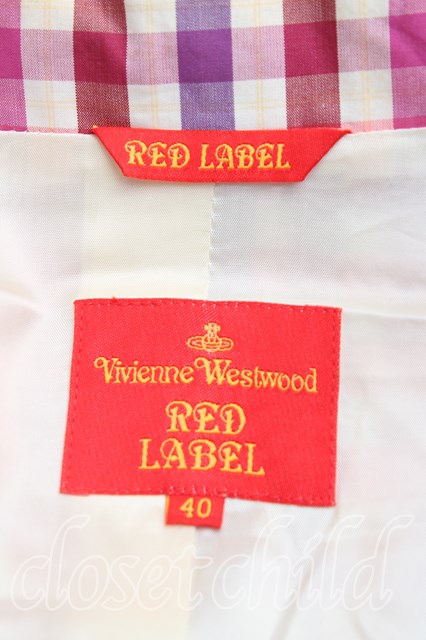 RED LABEL
Vivienne Westwood
RED
LABEL
40
closet child